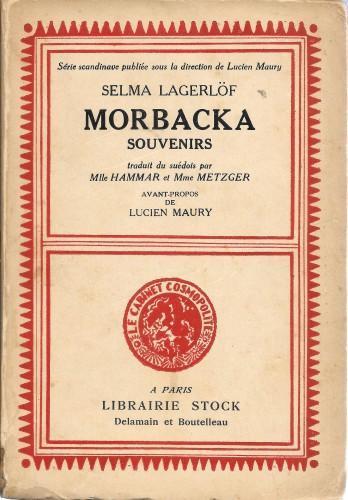 Série scandinave publiée sous la direction de Lucien Maury
SELMA LAGERLÖF
MORBACKA
SOUVENIRS
traduit du suédois par
Mlle HAMMAR et Mme METZGER
AVANT-PROPOS
DE
LUCIEN MAURY
LE CABINET COSMOPOLITE
A PARIS
LIBRAIRIE STOCK
Delamain et Boutelleau